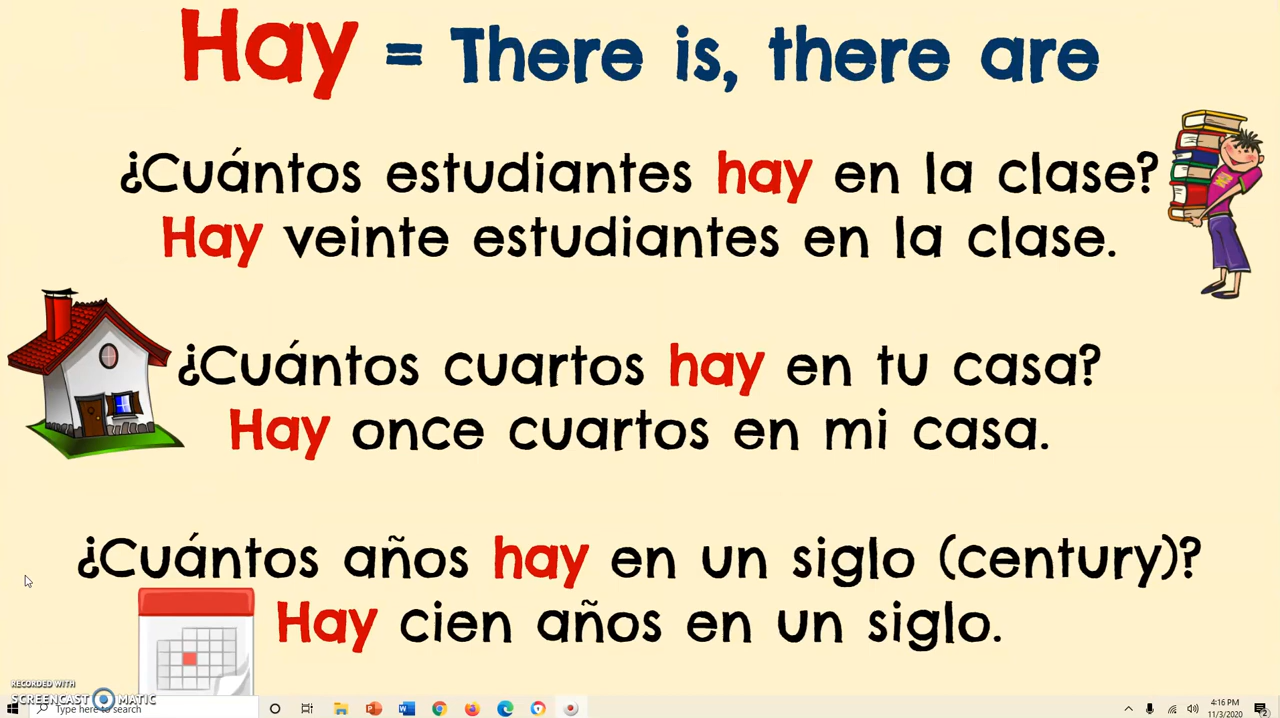 Hay = There is, there are
¿Cuántos estudiantes hay en la clase?
Hay veinte estudiantes en la clase.
¿Cuántos cuartos hay en tu casa?
Hay once cuartos en mi casa.
¿Cuántos años hay en un siglo (century)?
Hay cien años en un siglo.
RECORDED WITH
SCREENCAST MATIC
Type here to search
4:16 PM
11/3/2020
2